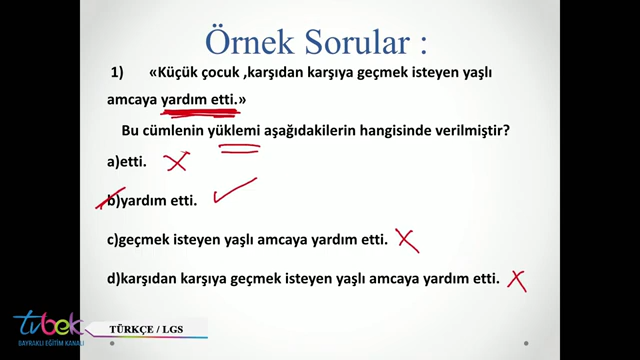 Örnek Sorular :
1) «Küçük çocuk ,karşıdan karşıya geçmek isteyen yaşlı
amcaya yardım etti.»
Bu cümlenin yüklemi aşağıdakilerin hangisinde verilmiştir?
a)etti.
b)yardım etti.
c)geçmek isteyen yaşlı amcaya yardım etti.
d)karşıdan karşıya geçmek isteyen yaşlı amcaya yardım etti.
tvbek
BAYRAKLI EĞİTİM KANALI
TÜRKÇE / LGS